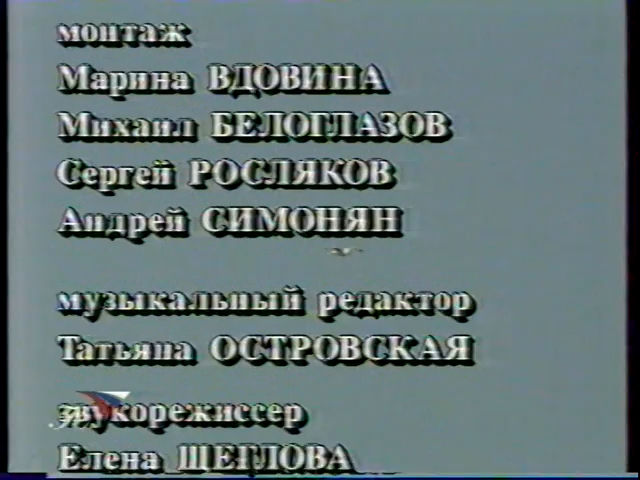 монтаж
Марина ВДОВИНА
Михаил БЕЛОГЛАЗОВ
Сергей РОСЛЯКОВ
Андрей СИМОНЯН
музыкальный редактор
Татьяна ОСТРОВСКАЯ
звукорежиссер
Елена ЩЕГЛОВА